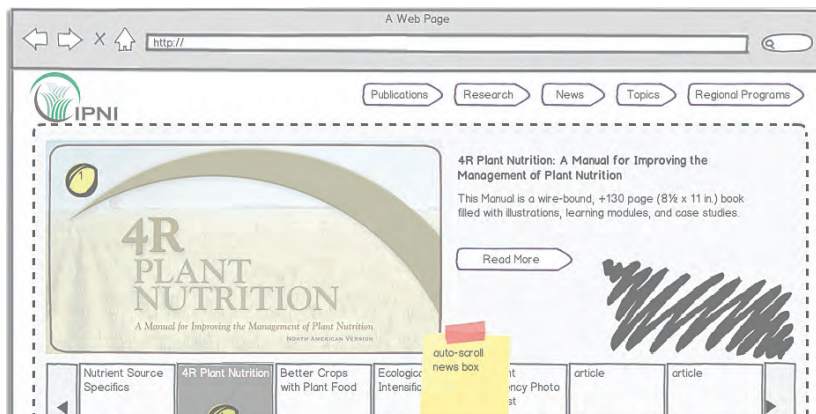 A Web Page
http://
IPNI
Publications
Research
News
Topics
Regional Programs
1
4R
PLANT
NUTRITION
A Manual for Improving the Management of Plant Nutrition
NORTH AMERICAN VERSION
4R Plant Nutrition: A Manual for Improving the
Management of Plant Nutrition
This Manual is a wire-bound, +130 page (8½ x 11 in.) book
filled with illustrations, learning modules, and case studies.
Read More
auto-scroll
news box
Nutrient Source
Specifics
4R Plant Nutrition
Better Crops
with Plant Food
Photo
article
article